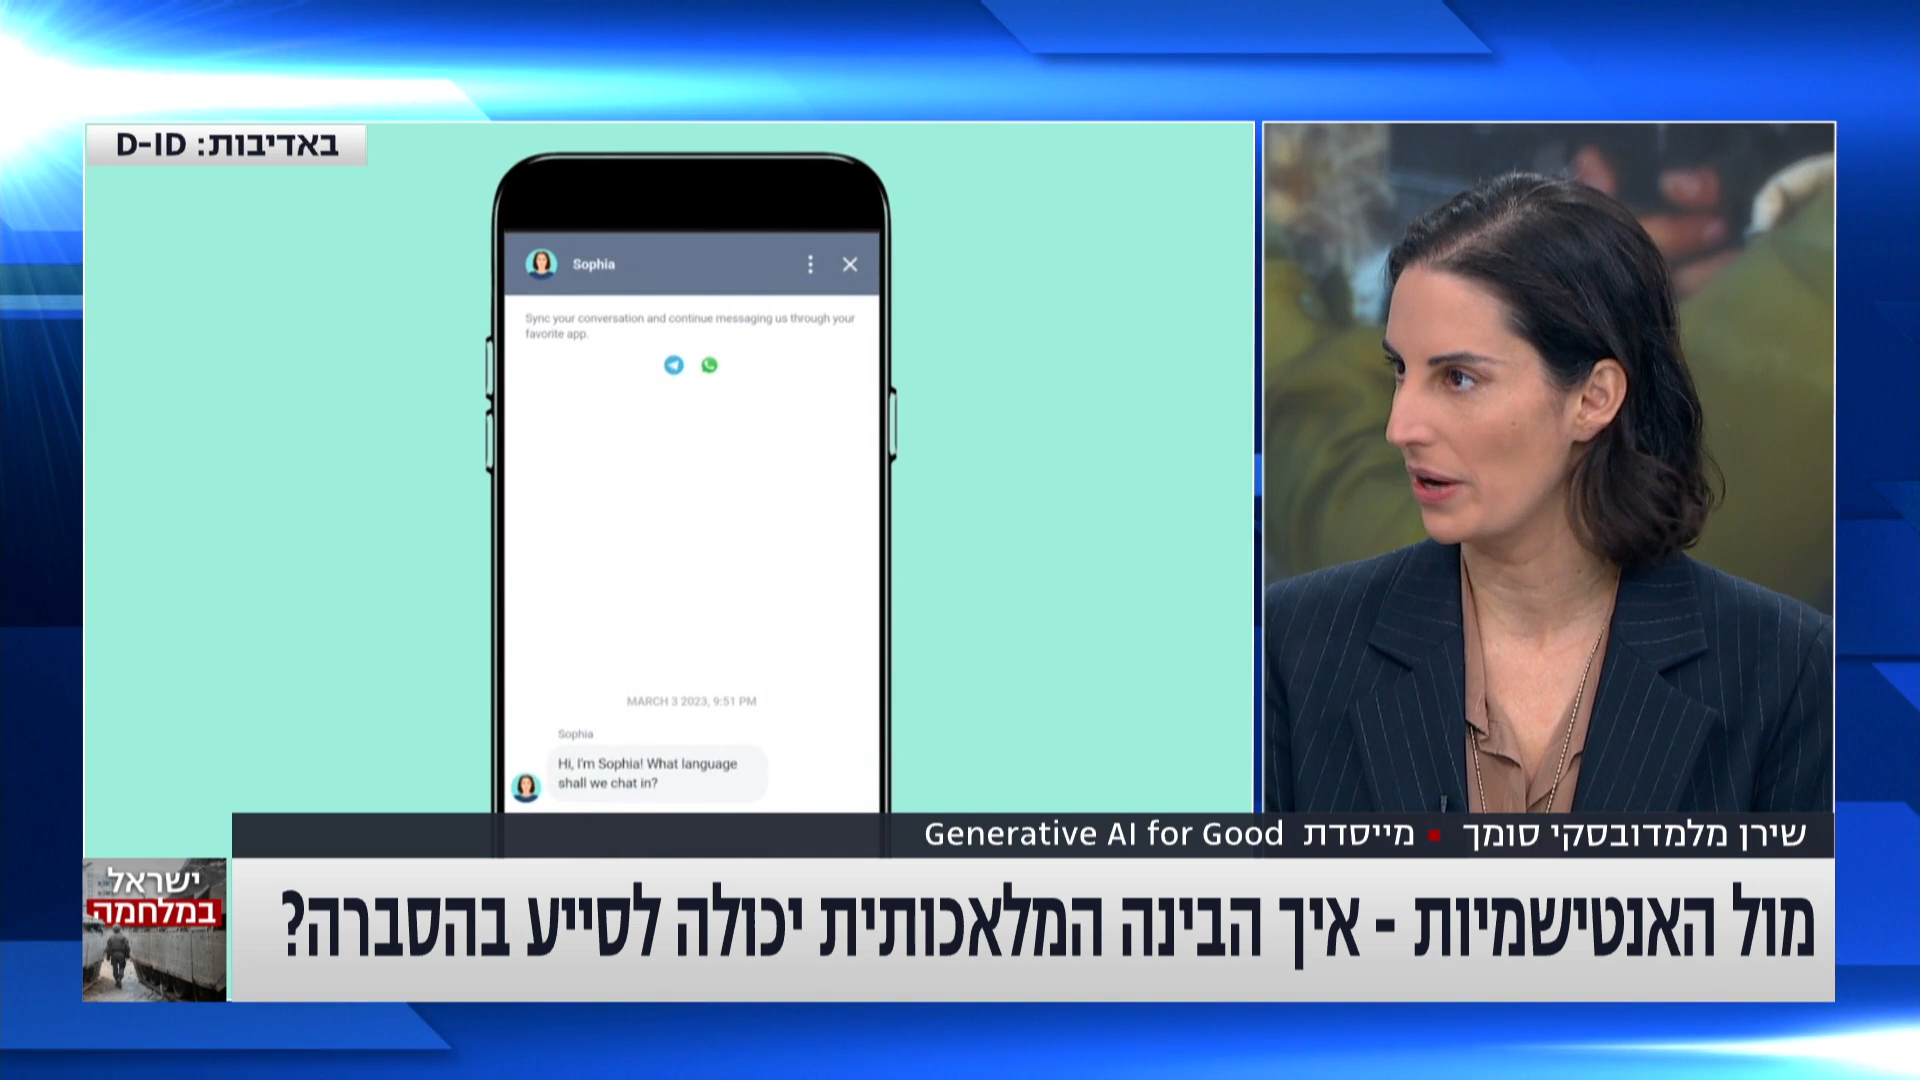 באדיבות: D-ID
Sophia
Sync your conversation and continue messaging us through your
favorite app.
MARCH 3 2023, 9:51 PM
Sophia
Hi, I'm Sophia! What language
shall we chat in?
שירן מלמדובסקי סומך ▪ מייסדת Generative AI for Good
מול האנטישמיות - איך הבינה המלאכותית יכולה לסייע בהסברה?
ישראל
במלחמה